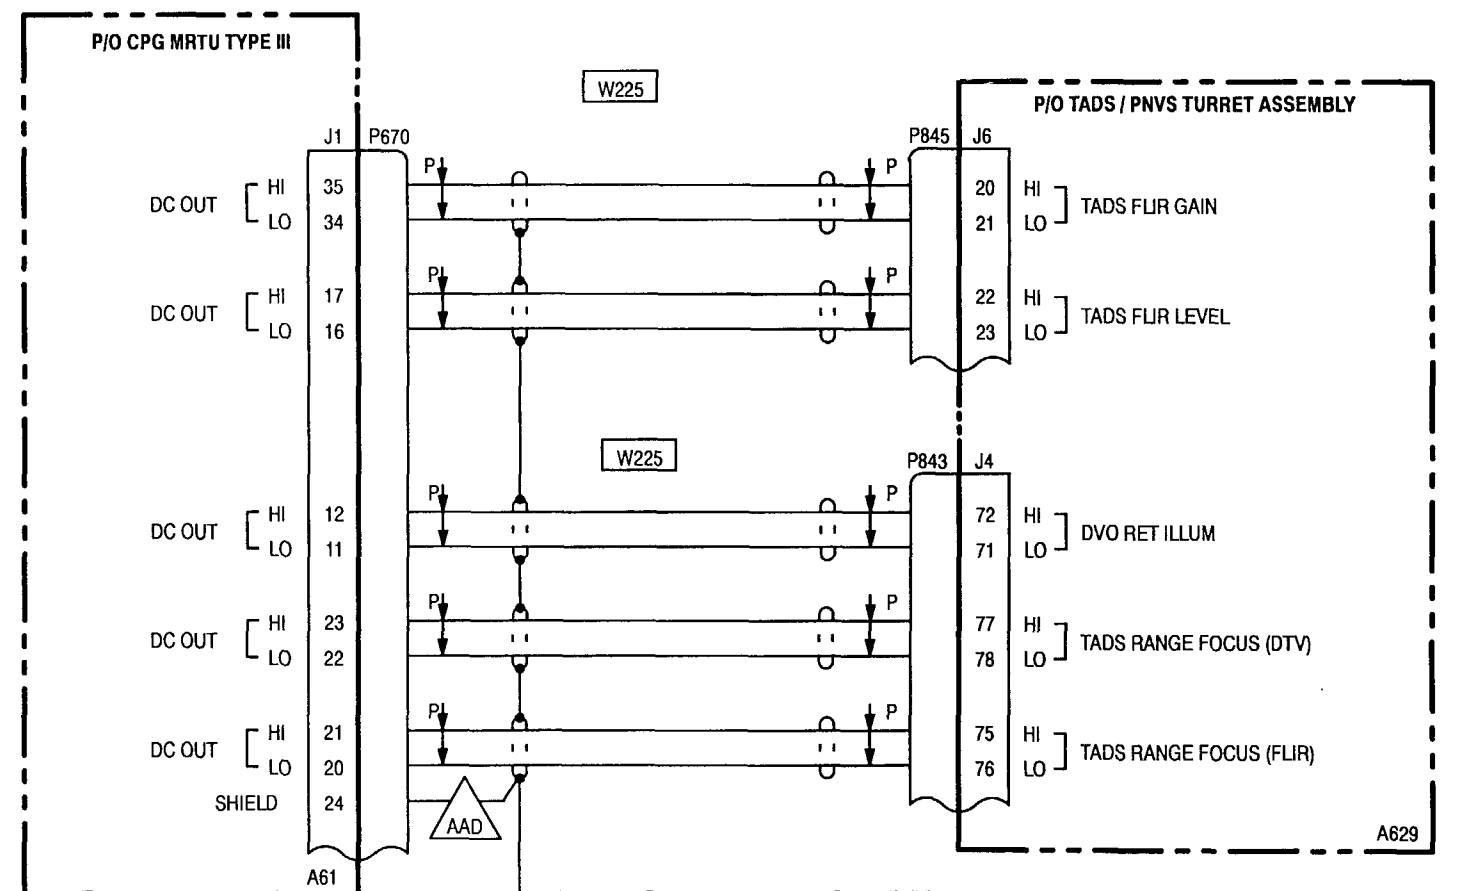 P/O CPG MRTU TYPE III
W225
P/O TADS / PNVS TURRET ASSEMBLY
J1 P670
P845 J6
P P
DC OUT HI 35 20 HI TADS FLIR GAIN
LO 34 21 LO
P P
DC OUT HI 17 22 HI TADS FLIR LEVEL
LO 16 23 LO
W225
P843 J4
P P
DC OUT HI 12 72 HI DVO RET ILLUM
LO 11 71 LO
P P
DC OUT HI 23 77 HI TADS RANGE FOCUS (DTV)
LO 22 78 LO
P P
DC OUT HI 21 75 HI TADS RANGE FOCUS (FLIR)
LO 20 76 LO
SHIELD 24
AAD
A629
A61